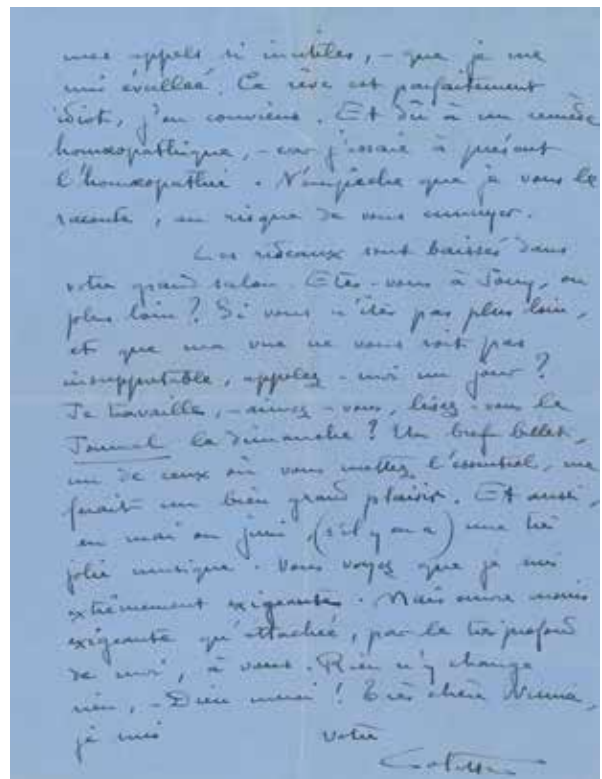 mes appels si inutiles, - que je me
suis éveillée. Ce rêve est parfaitement
idiot, j'en conviens. Et dû à un remède
homœopathique, - car j'essaie à présent
l'homœopathie. N'empêche que je vous le
raconte, au risque de vous ennuyer.
Les rideaux sont baissés dans
votre grand salon. Êtes-vous à Jouy, ou
plus loin? Si vous n'êtes pas plus loin,
et que ma vue ne vous soit pas
insupportable, appelez-moi un jour?
Je travaille, - aimez-vous, lisez-vous le
Journal le dimanche? Un bref billet,
un de ceux où vous mettez l'essentiel, me
ferait un bien grand plaisir. Et aussi,
en mai ou juin, (s'il y en a) une très
jolie musique. Vous voyez que je suis
extrêmement exigeante. Mais encore moins
exigeante qu'attachée, par le très profond
de moi, à vous. Rien n'y change
rien, - Dieu merci! Très chère
je suis votre
Colette